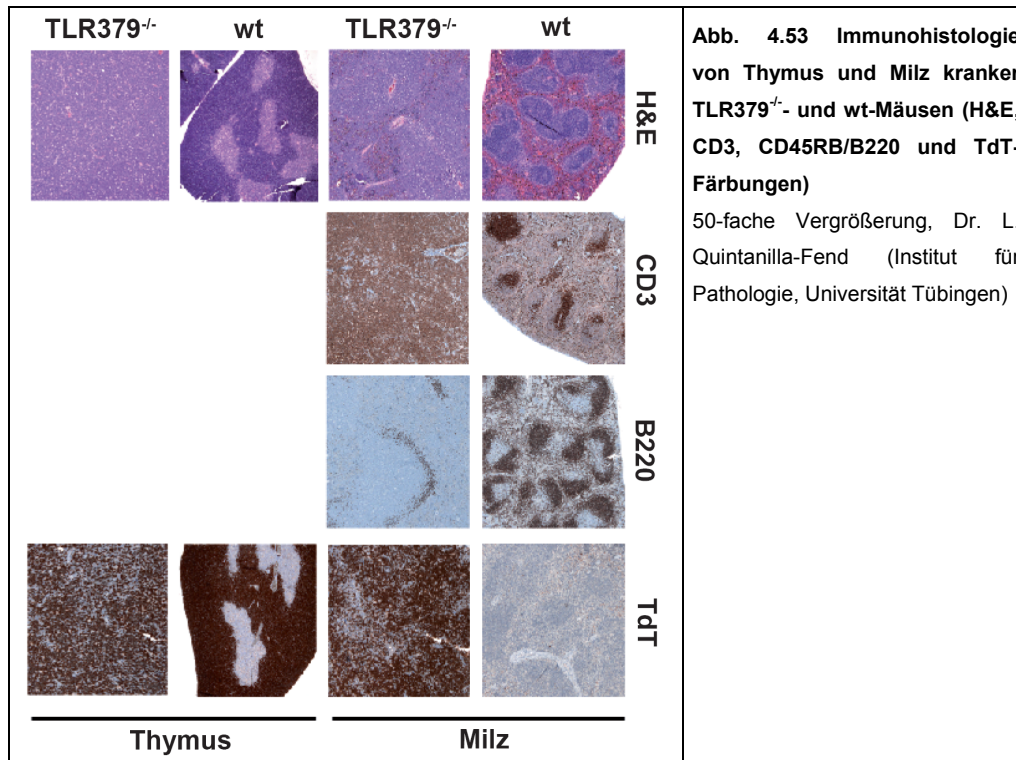 TLR379-/- wt TLR379-/- wt
H&E
CD3
B220
TdT
Thymus Milz
Abb. 4.53 Immunohistologie
von Thymus und Milz kranker
TLR379-/-- und wt-Mäusen (H&E,
CD3, CD45RB/B220 und TdT-
Färbungen)
50-fache Vergrößerung, Dr. L.
Quintanilla-Fend (Institut für
Pathologie, Universität Tübingen)